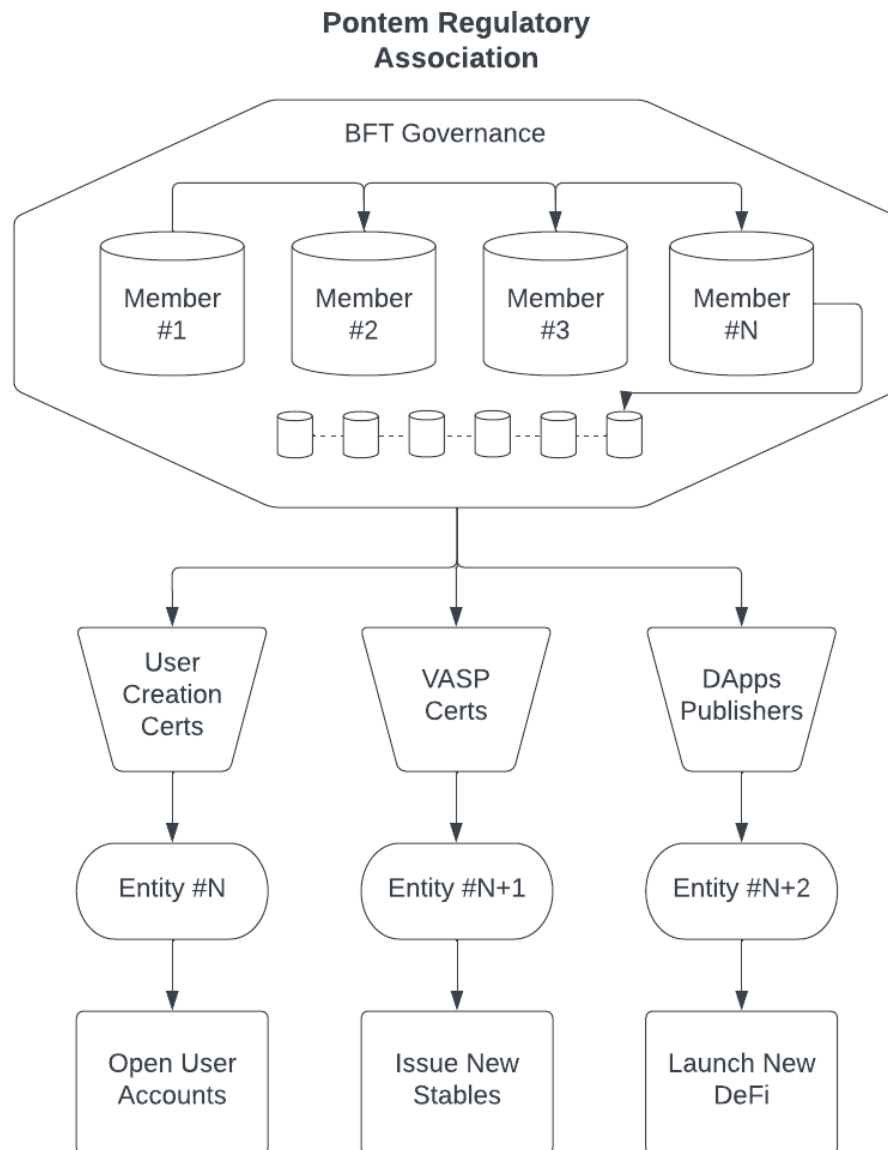 Pontem Regulatory
Association
BFT Governance
Member
#1
Member
#2
Member
#3
Member
#N
User
Creation
Certs
VASP
Certs
DApps
Publishers
Entity #N
Entity #N+1
Entity #N+2
Open User
Accounts
Issue New
Stables
Launch New
DeFi